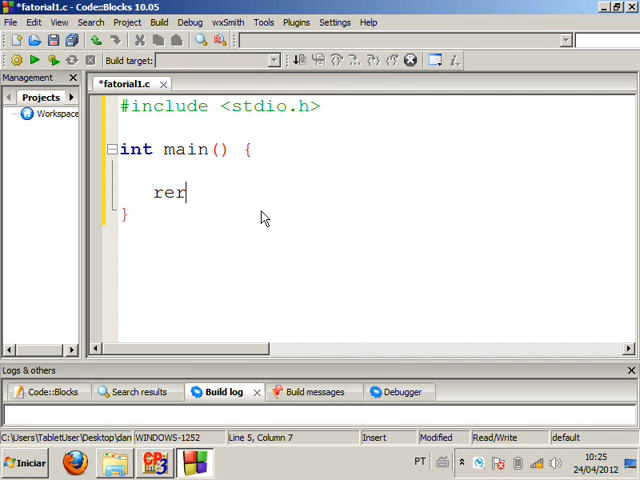 *fatorial1.c - Code::Blocks 10.05
File Edit View Search Project Build Debug wxSmith Tools Plugins Settings Help
Build target:
Management
Projects
Workspace
*fatorial1.c
#include <stdio.h>
int main() {
rer
}
Logs & others
Code::Blocks Search results Build log Build messages Debugger
C:\Users\TabletUser\Desktop\dan WINDOWS-1252 Line 5, Column 7 Insert Modified Read/Write default
Iniciar PT 10:25
24/04/2012